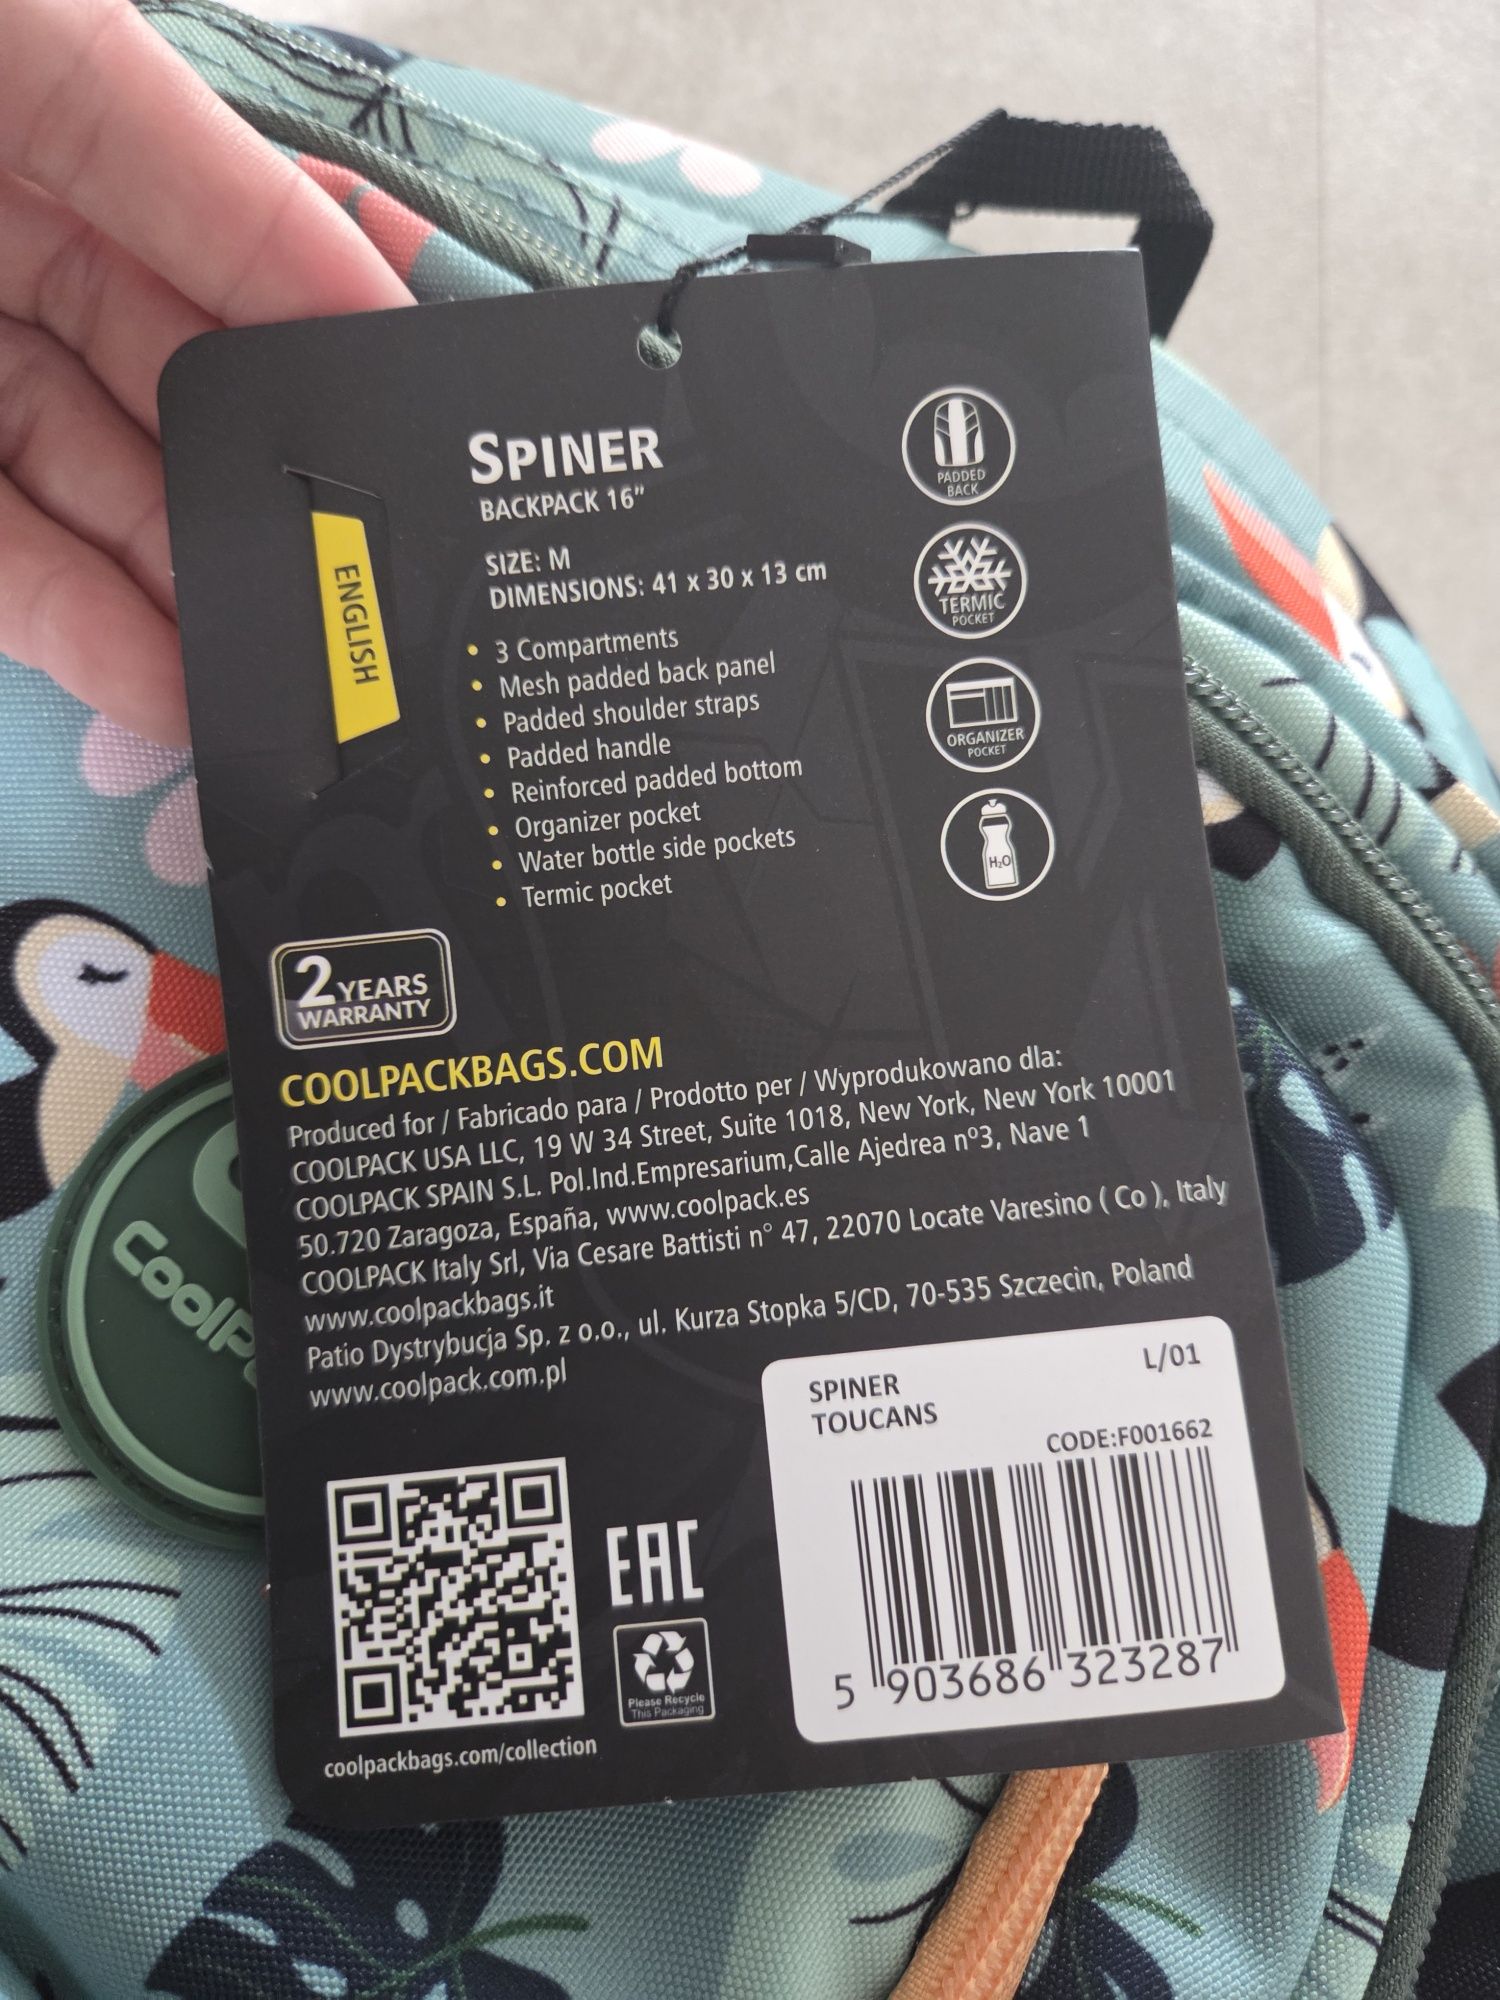 SPINER
BACKPACK 16”
SIZE: M
DIMENSIONS: 41 x 30 x 13 cm
• 3 Compartments
• Mesh padded back panel
• Padded shoulder straps
• Padded handle
• Reinforced padded bottom
• Organizer pocket
• Water bottle side pockets
• Termic pocket
ENGLISH
PADDED
BACK
TERMIC
POCKET
ORGANIZER
POCKET
H₂O
2 YEARS
WARRANTY
COOLPACKBAGS.COM
Produced for / Fabricado para / Prodotto per / Wyprodukowano dla:
COOLPACK USA LLC, 19 W 34 Street, Suite 1018, New York, New York 10001
COOLPACK SPAIN S.L. Pol.Ind.Empresarium,Calle Ajedrea nº3, Nave 1
50.720 Zaragoza, España, www.coolpack.es
COOLPACK Italy Srl, Via Cesare Battisti n° 47, 22070 Locate Varesino ( Co ), Italy
www.coolpackbags.it
Patio Dystrybucja Sp. z o.o., ul. Kurza Stopka 5/CD, 70-535 Szczecin, Poland
www.coolpack.com.pl
L/01
SPINER
TOUCANS
CODE:F001662
5 903686 323287
EAC
Please Recycle
This Packaging
coolpackbags.com/collection